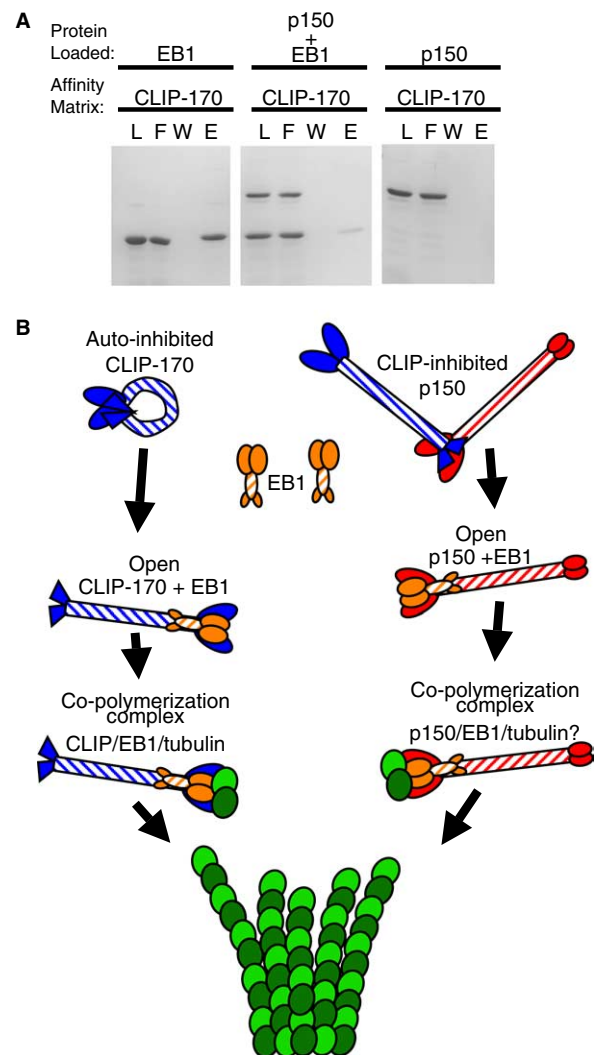 A
Protein
Loaded:
EB1
p150
+
EB1
p150
Affinity
Matrix:
CLIP-170
CLIP-170
CLIP-170
L F W E
L F W E
L F W E
B
Auto-inhibited
CLIP-170
CLIP-inhibited
p150
EB1
Open
CLIP-170 + EB1
Open
p150 +EB1
Co-polymerization
complex
CLIP/EB1/tubulin
Co-polymerization
complex
p150/EB1/tubulin?